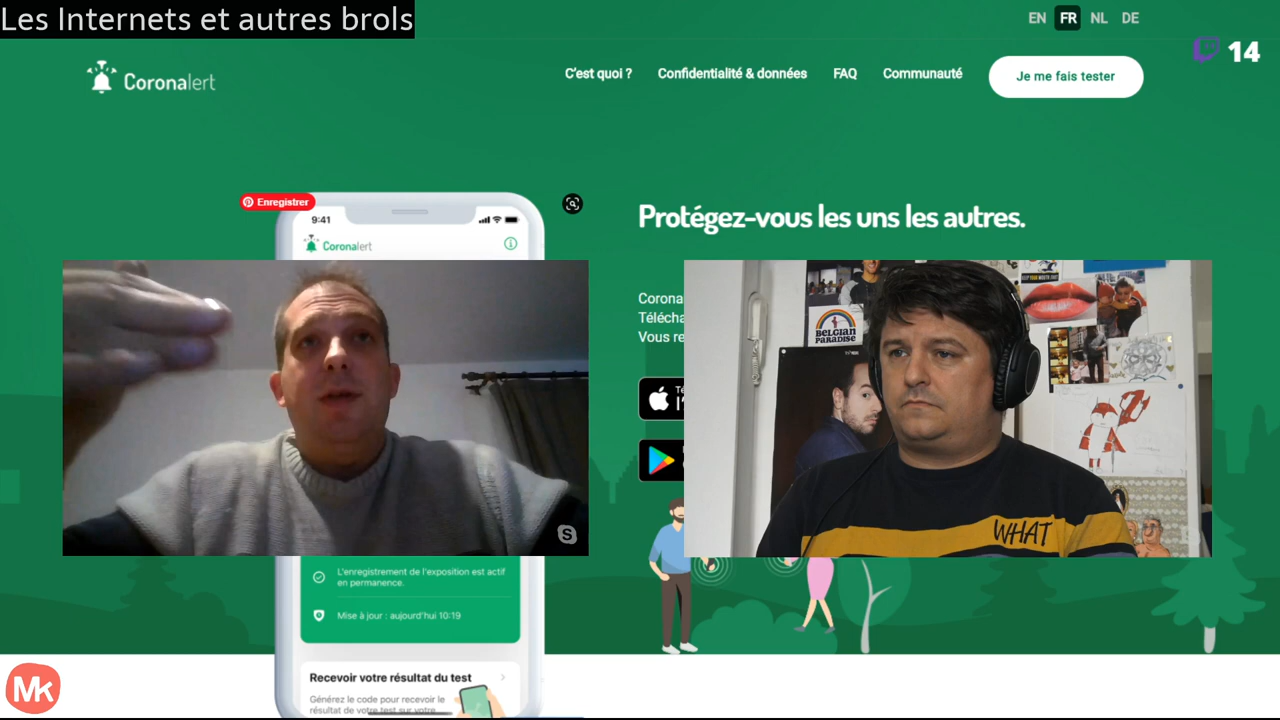 Les Internets et autres brols
EN FR NL DE
14
Coronalert
C'est quoi ?
Confidentialité & données
FAQ
Communauté
Je me fais tester
Enregistrer
9:41
Coronalert
Protégez-vous les uns les autres.
Corona
Télécha
Vous re
BELGIAN
PARADISE
WHAT
L'enregistrement de l'exposition est actif
en permanence.
Mise à jour : aujourd'hui 10:19
Recevoir votre résultat du test
Générez le code pour recevoir le
résultat de votre test sur votre
Mk